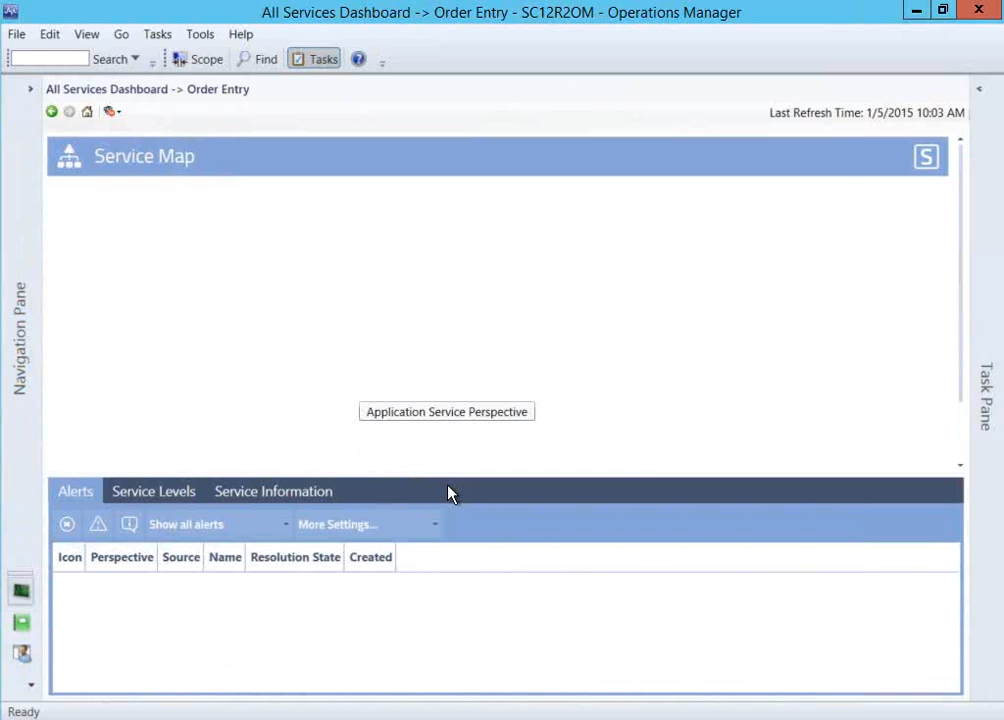 All Services Dashboard -> Order Entry - SC12R2OM - Operations Manager
File Edit View Go Tasks Tools Help
Search Scope Find Tasks
All Services Dashboard -> Order Entry
Last Refresh Time: 1/5/2015 10:03 AM
Service Map S
Navigation Pane
Task Pane
Application Service Perspective
Alerts Service Levels Service Information
Show all alerts More Settings...
Icon Perspective Source Name Resolution State Created
Ready